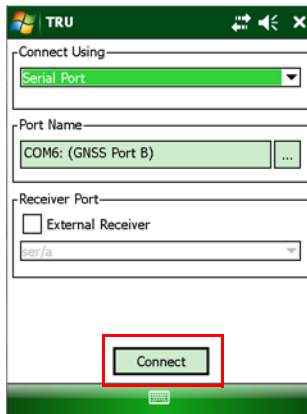 TRU
Connect Using
Serial Port
Port Name
COM6: (GNSS Port B)
...
Receiver Port
External Receiver
ser/a
Connect